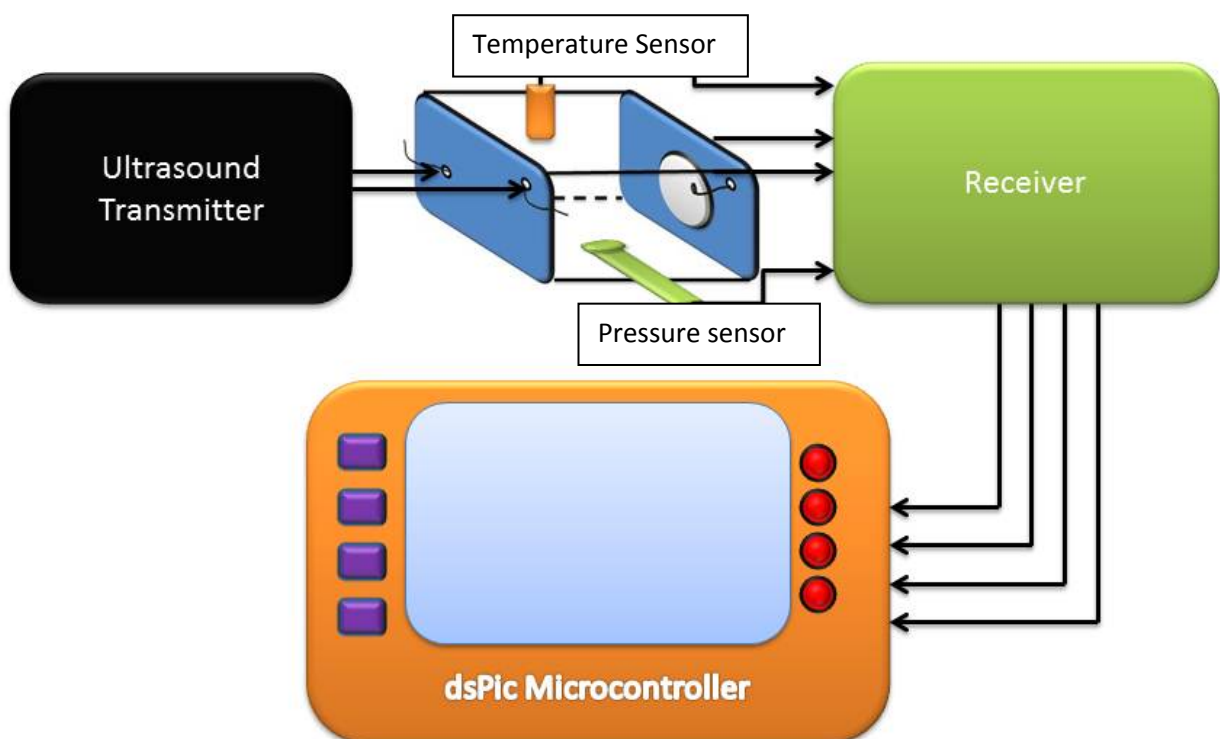 Temperature Sensor
Ultrasound
Transmitter
Receiver
Pressure sensor
dsPic Microcontroller